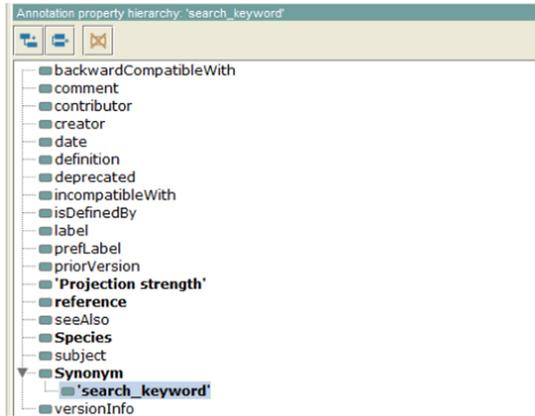 Annotation property hierarchy: 'search_keyword'
backwardCompatibleWith
comment
contributor
creator
date
definition
deprecated
incompatibleWith
isDefinedBy
label
prefLabel
priorVersion
'Projection strength'
reference
seeAlso
Species
subject
Synonym
'search_keyword'
versionInfo